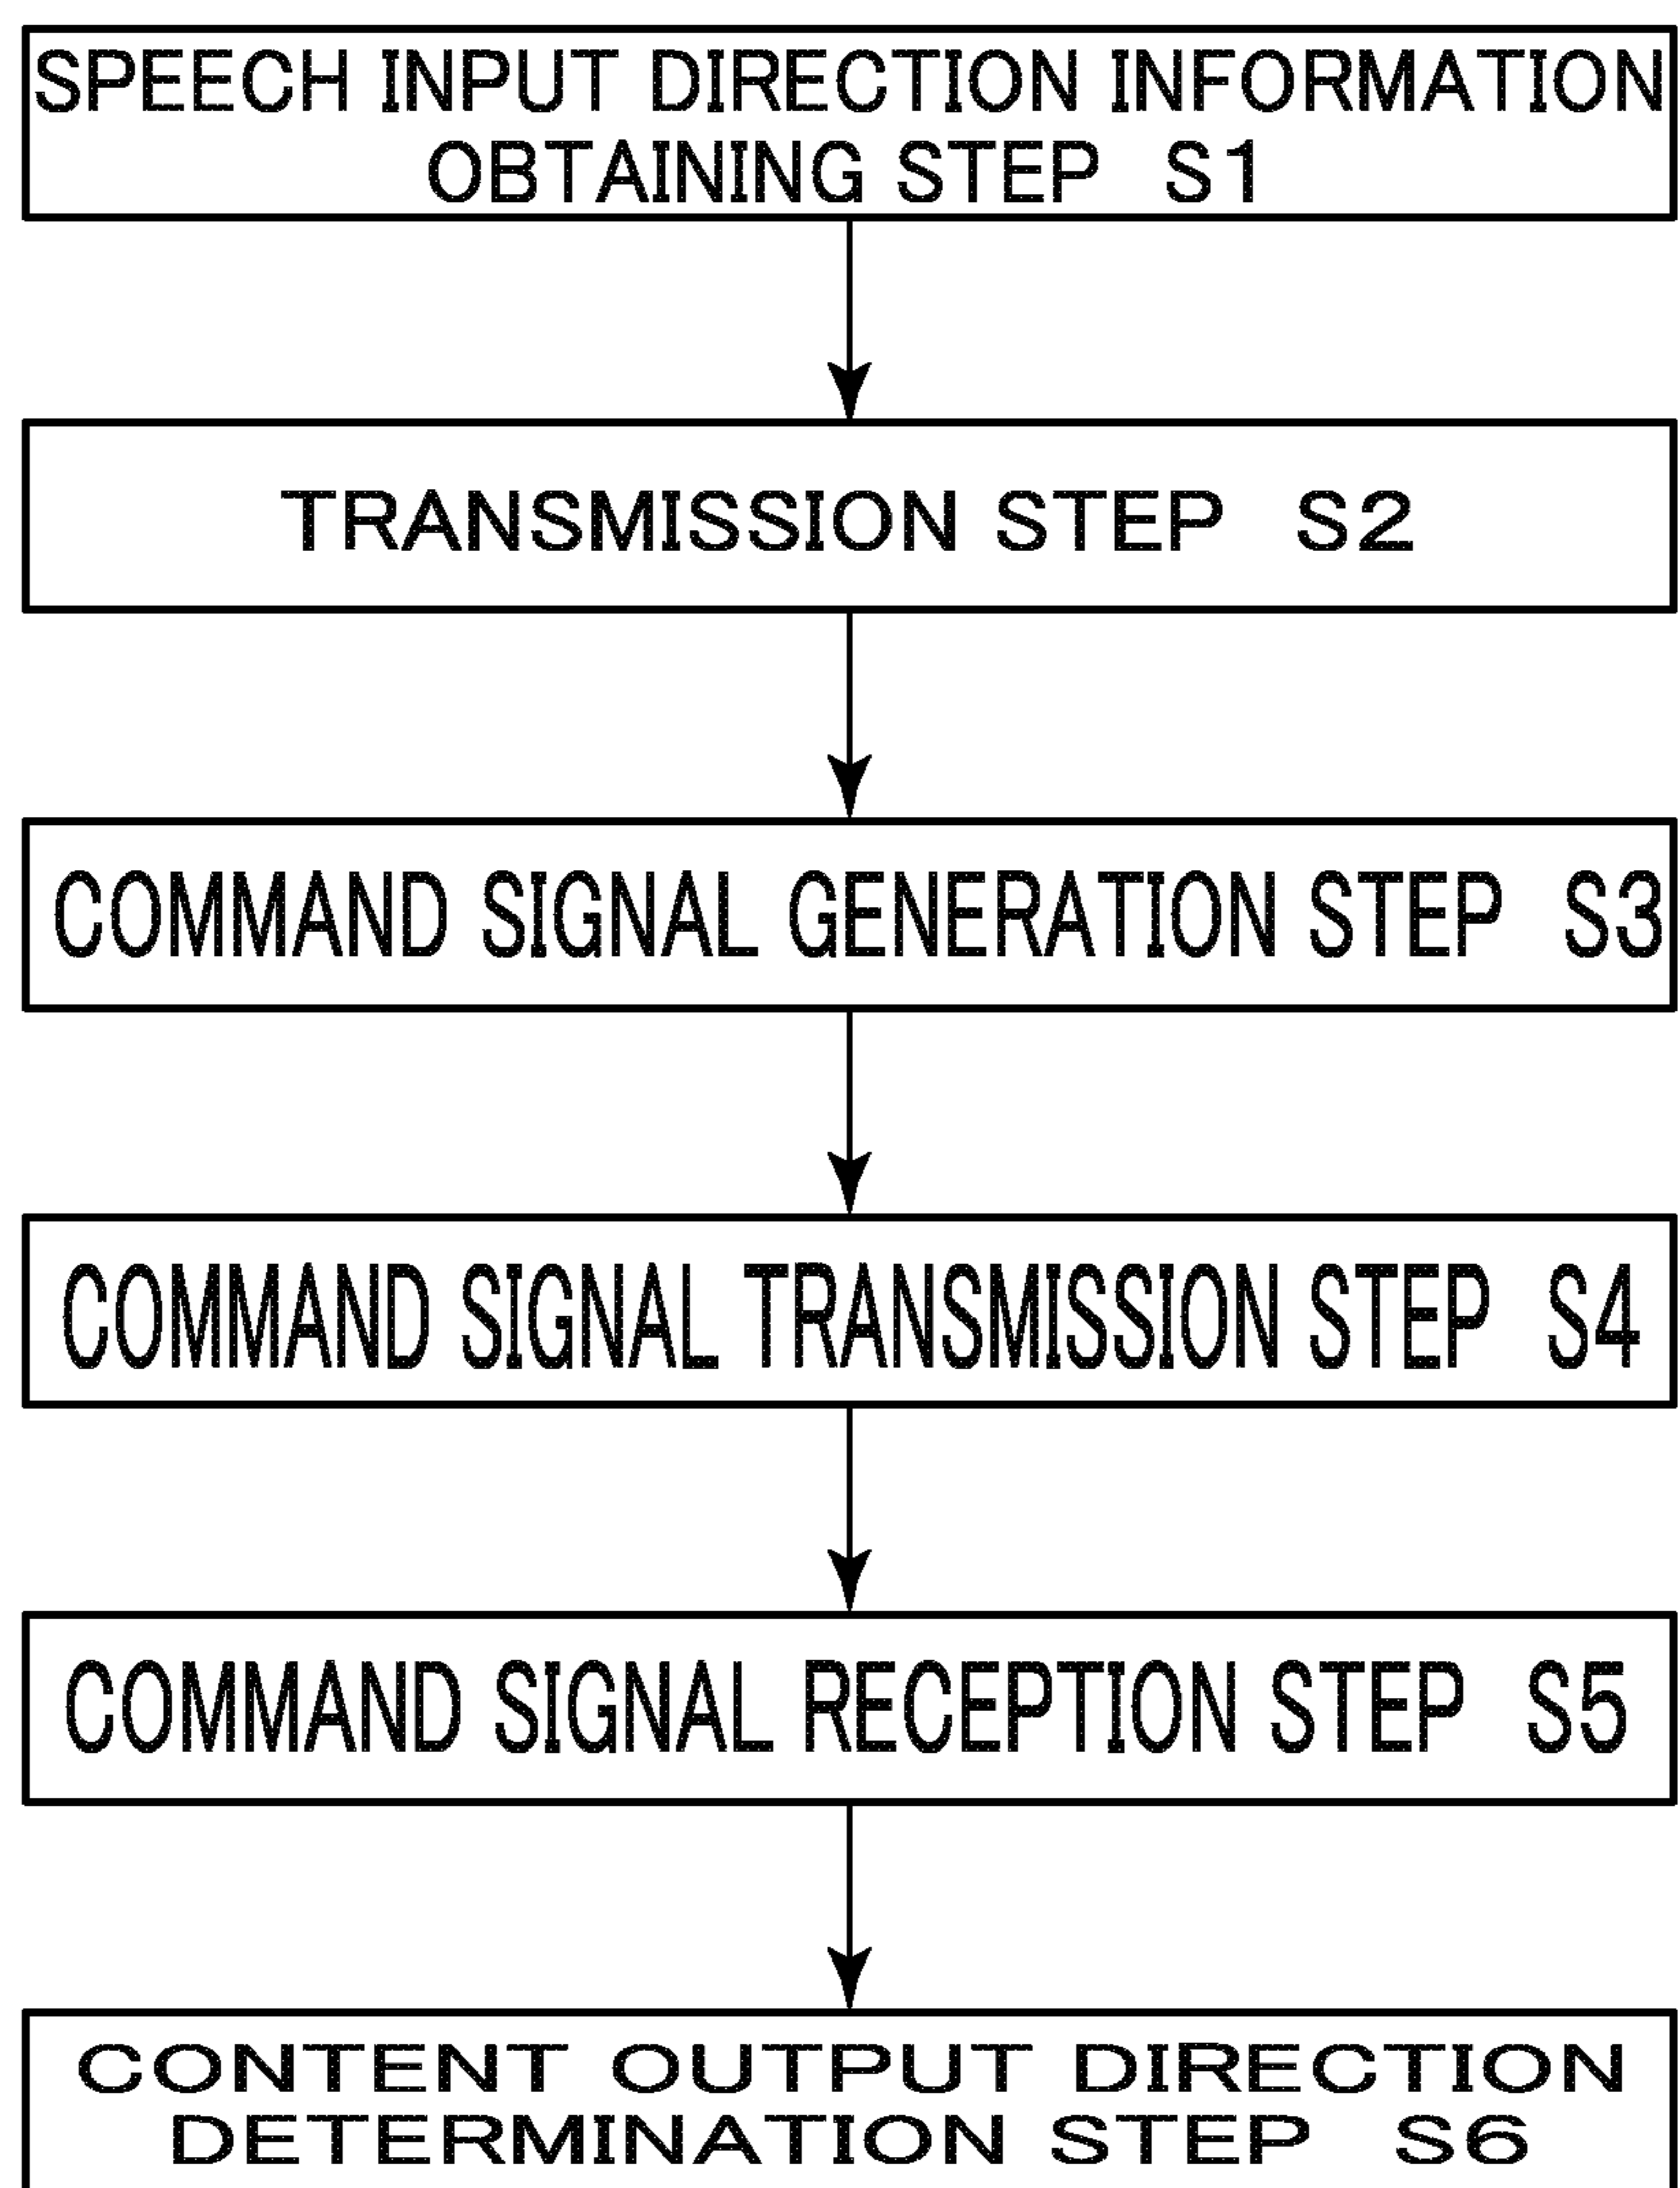 SPEECH INPUT DIRECTION INFORMATION
OBTAINING STEP S1
TRANSMISSION STEP S2
COMMAND SIGNAL GENERATION STEP S3
COMMAND SIGNAL TRANSMISSION STEP S4
COMMAND SIGNAL RECEPTION STEP S5
CONTENT OUTPUT DIRECTION
DETERMINATION STEP S6